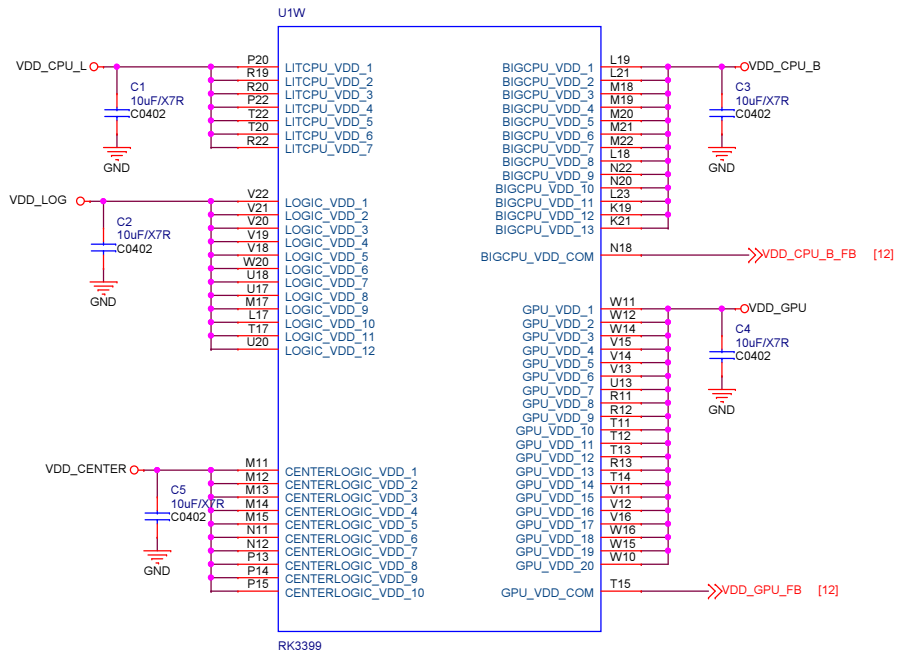 U1W
VDD_CPU_L
C1
10uF/X7R
C0402
GND
P20 LITCPU_VDD_1
R19 LITCPU_VDD_2
R20 LITCPU_VDD_3
P22 LITCPU_VDD_4
T22 LITCPU_VDD_5
T20 LITCPU_VDD_6
R22 LITCPU_VDD_7
VDD_LOG
C2
10uF/X7R
C0402
GND
V22 LOGIC_VDD_1
V21 LOGIC_VDD_2
V20 LOGIC_VDD_3
V19 LOGIC_VDD_4
V18 LOGIC_VDD_5
W20 LOGIC_VDD_6
U18 LOGIC_VDD_7
U17 LOGIC_VDD_8
M17 LOGIC_VDD_9
L17 LOGIC_VDD_10
T17 LOGIC_VDD_11
U20 LOGIC_VDD_12
VDD_CENTER
C5
10uF/X7R
C0402
GND
M11 CENTERLOGIC_VDD_1
M12 CENTERLOGIC_VDD_2
M13 CENTERLOGIC_VDD_3
M14 CENTERLOGIC_VDD_4
M15 CENTERLOGIC_VDD_5
N11 CENTERLOGIC_VDD_6
N12 CENTERLOGIC_VDD_7
P13 CENTERLOGIC_VDD_8
P14 CENTERLOGIC_VDD_9
P15 CENTERLOGIC_VDD_10
BIGCPU_VDD_1 L19
BIGCPU_VDD_2 L21
BIGCPU_VDD_3 M18
BIGCPU_VDD_4 M19
BIGCPU_VDD_5 M20
BIGCPU_VDD_6 M21
BIGCPU_VDD_7 M22
BIGCPU_VDD_8 L18
BIGCPU_VDD_9 N22
BIGCPU_VDD_10 N20
BIGCPU_VDD_11 L23
BIGCPU_VDD_12 K19
BIGCPU_VDD_13 K21
VDD_CPU_B
C3
10uF/X7R
C0402
GND
BIGCPU_VDD_COM N18
VDD_CPU_B_FB [12]
GPU_VDD_1 W11
GPU_VDD_2 W12
GPU_VDD_3 W14
GPU_VDD_4 V15
GPU_VDD_5 V14
GPU_VDD_6 V13
GPU_VDD_7 U13
GPU_VDD_8 R11
GPU_VDD_9 R12
GPU_VDD_10 T11
GPU_VDD_11 T12
GPU_VDD_12 T13
GPU_VDD_13 R13
GPU_VDD_14 T14
GPU_VDD_15 V11
GPU_VDD_16 V12
GPU_VDD_17 V16
GPU_VDD_18 W16
GPU_VDD_19 W15
GPU_VDD_20 W10
VDD_GPU
C4
10uF/X7R
C0402
GND
GPU_VDD_COM T15
VDD_GPU_FB [12]
RK3399